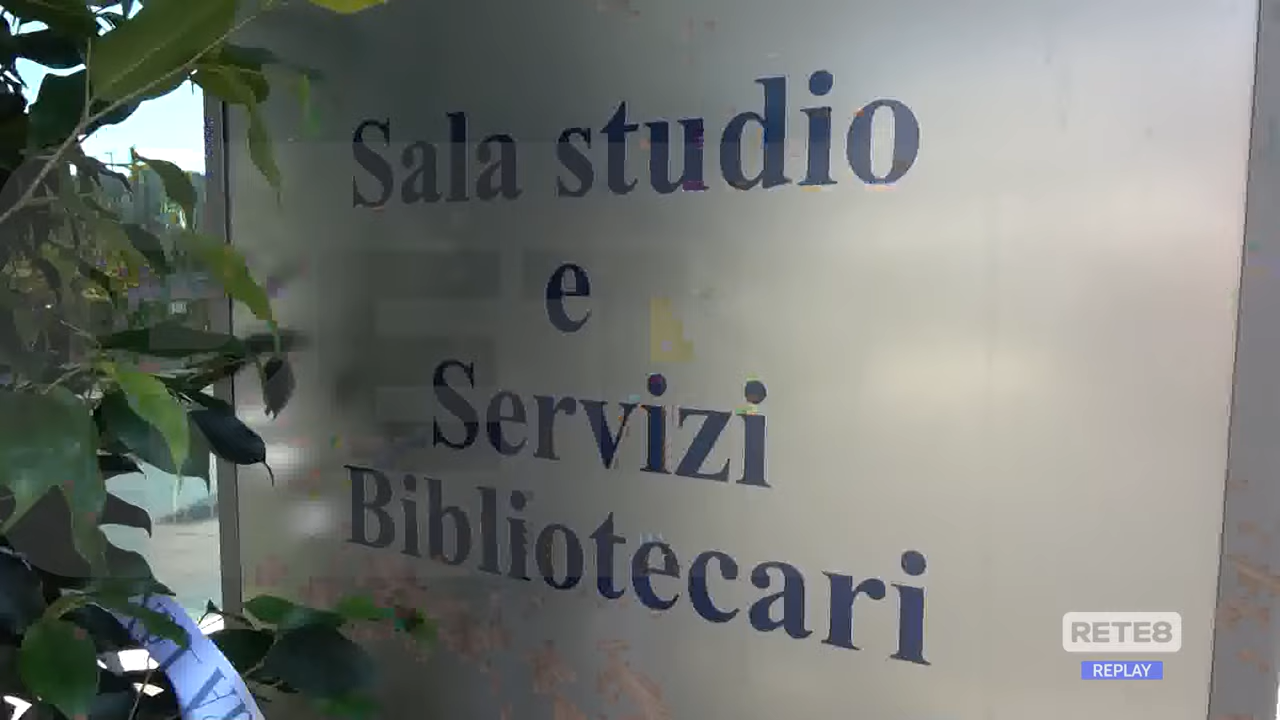 Sala studio
e
Servizi
Bibliotecari
RETE8
REPLAY